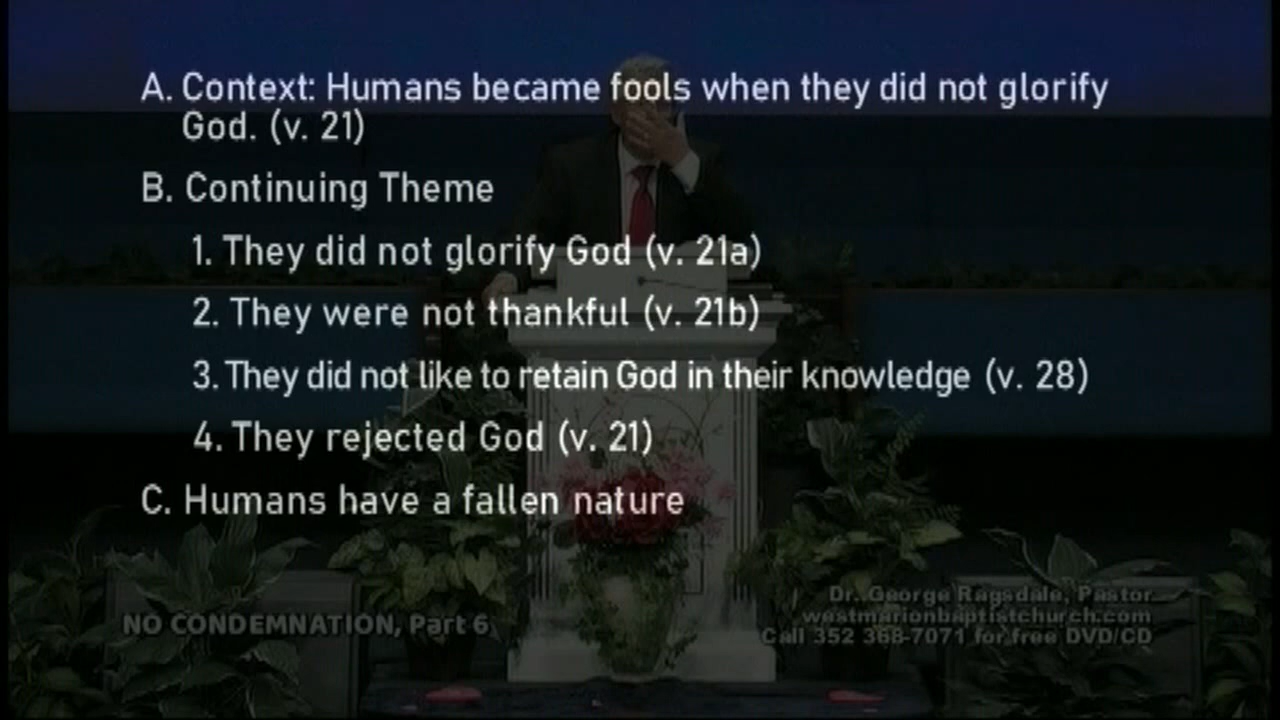 A. Context: Humans became fools when they did not glorify
God. (v. 21)
B. Continuing Theme
1. They did not glorify God (v. 21a)
2. They were not thankful (v. 21b)
3. They did not like to retain God in their knowledge (v. 28)
4. They rejected God (v. 21)
C. Humans have a fallen nature
Dr. George Ragsdale, Pastor
NO CONDEMNATION, Part 6
westmarionbaptistchurch.com
Call 352 368-7071 for free DVD/CD